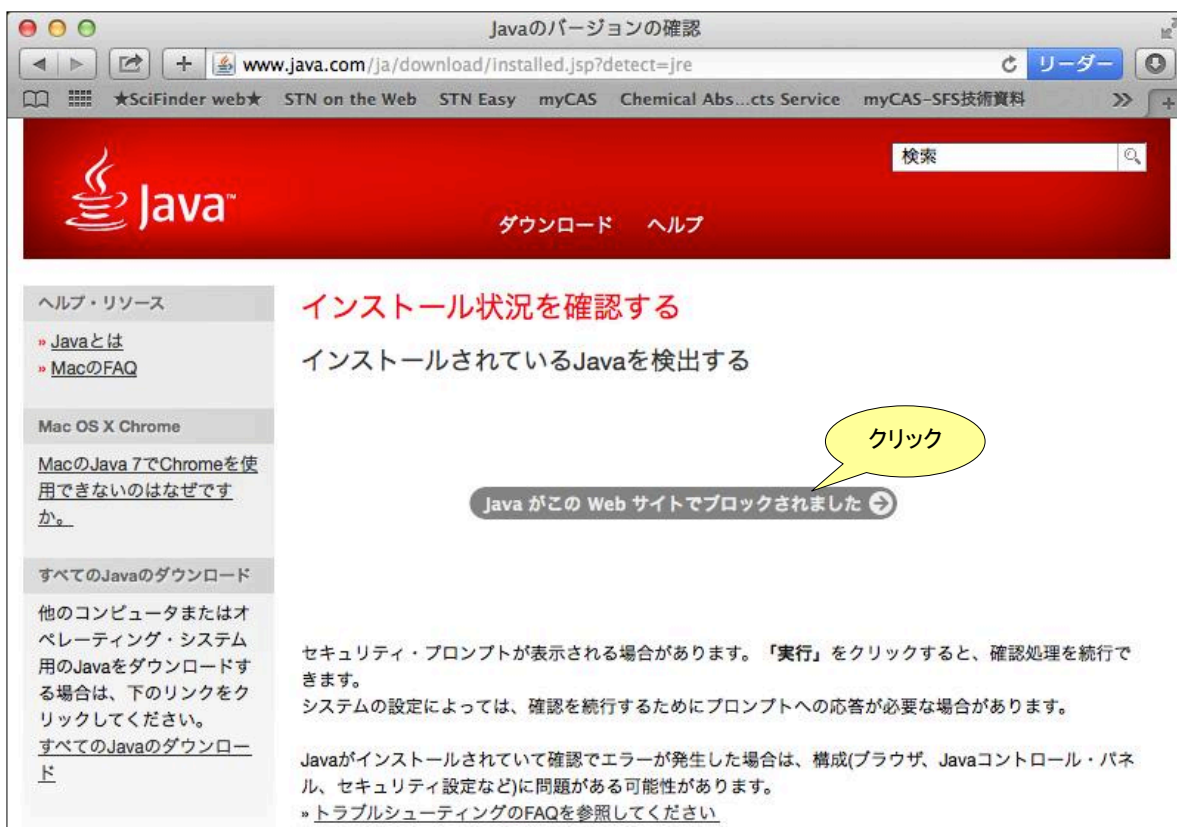 Javaのバージョンの確認
www.java.com/ja/download/installed.jsp?detect=jre
リーダー
★SciFinder web★ STN on the Web STN Easy myCAS Chemical Abs...cts Service myCAS-SFS技術資料
検索
Java™
ダウンロード ヘルプ
ヘルプ・リソース
» Javaとは
» MacのFAQ
Mac OS X Chrome
MacのJava 7でChromeを使
用できないのはなぜです
か。
すべてのJavaのダウンロード
他のコンピュータまたはオ
ペレーティング・システム
用のJavaをダウンロードす
る場合は、下のリンクをク
リックしてください。
すべてのJavaのダウンロー
ド
インストール状況を確認する
インストールされているJavaを検出する
クリック
Java がこの Web サイトでブロックされました
セキュリティ・プロンプトが表示される場合があります。「実行」をクリックすると、確認処理を続行で
きます。
システムの設定によっては、確認を続行するためにプロンプトへの応答が必要な場合があります。
Javaがインストールされていて確認でエラーが発生した場合は、構成(ブラウザ、Javaコントロール・パネ
ル、セキュリティ設定など)に問題がある可能性があります。
» トラブルシューティングのFAQを参照してください